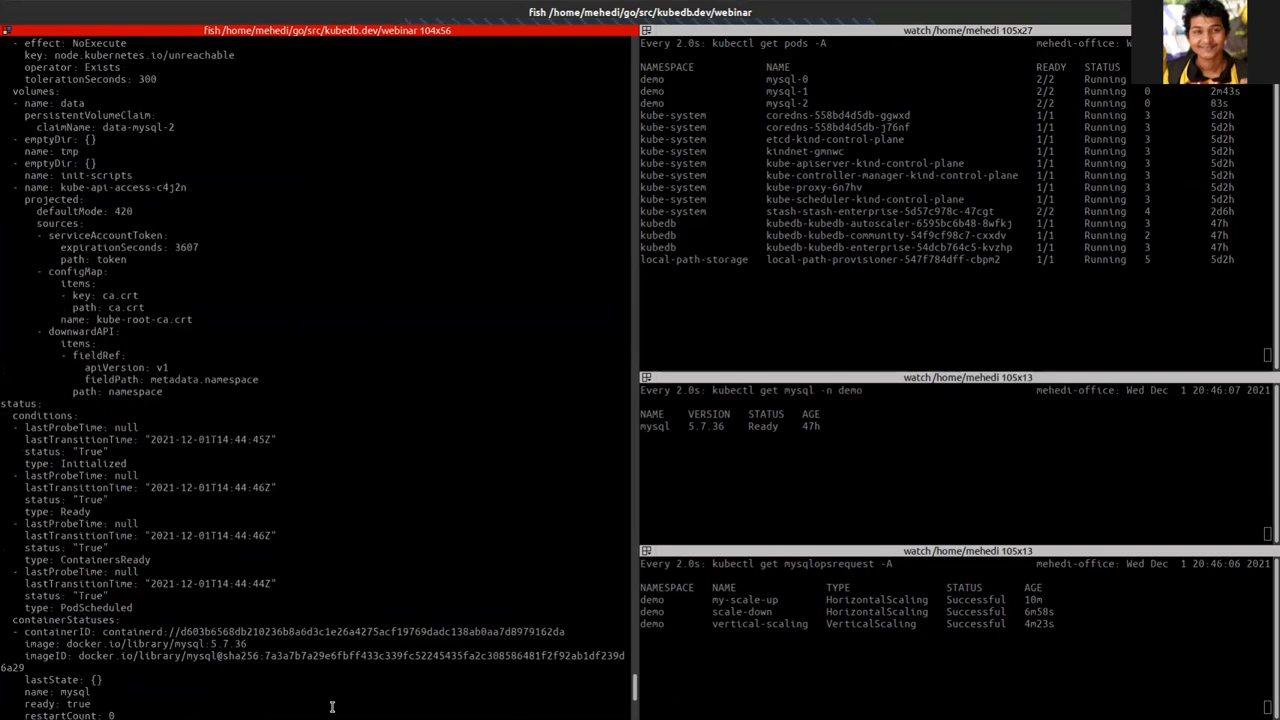 fish /home/mehedi/go/src/kubedb.dev/webinar
fish /home/mehedi/go/src/kubedb.dev/webinar 104x56
- effect: NoExecute
key: node.kubernetes.io/unreachable
operator: Exists
tolerationSeconds: 300
volumes:
- name: data
persistentVolumeClaim:
claimName: data-mysql-2
- emptyDir: {}
name: tmp
- emptyDir: {}
name: init-scripts
- name: kube-api-access-c4j2n
projected:
defaultMode: 420
sources:
- serviceAccountToken:
expirationSeconds: 3607
path: token
- configMap:
items:
- key: ca.crt
path: ca.crt
name: kube-root-ca.crt
- downwardAPI:
items:
- fieldRef:
apiVersion: v1
fieldPath: metadata.namespace
path: namespace
status:
conditions:
- lastProbeTime: null
lastTransitionTime: "2021-12-01T14:44:45Z"
status: "True"
type: Initialized
- lastProbeTime: null
lastTransitionTime: "2021-12-01T14:44:46Z"
status: "True"
type: Ready
- lastProbeTime: null
lastTransitionTime: "2021-12-01T14:44:46Z"
status: "True"
type: ContainersReady
- lastProbeTime: null
lastTransitionTime: "2021-12-01T14:44:44Z"
status: "True"
type: PodScheduled
containerStatuses:
- containerID: containerd://d603b6568db210236b8a6d3c1e26a4275acf19769dadc138ab0aa7d8979162da
image: docker.io/library/mysql:5.7.36
imageID: docker.io/library/mysql@sha256:7a3a7b7a29e6fbff433c339fc52245435fa2c308586481f2f92ab1df239d
6a29
lastState: {}
name: mysql
ready: true
restartCount: 0
watch /home/mehedi 105x27
Every 2.0s: kubectl get pods -A mehedi-office: W
NAMESPACE NAME READY STATUS
demo mysql-0 2/2 Running
demo mysql-1 2/2 Running 0 2m43s
demo mysql-2 2/2 Running 0 83s
kube-system coredns-558bd4d5db-ggwxd 1/1 Running 3 5d2h
kube-system coredns-558bd4d5db-j76nf 1/1 Running 3 5d2h
kube-system etcd-kind-control-plane 1/1 Running 3 5d2h
kube-system kindnet-gmnwc 1/1 Running 3 5d2h
kube-system kube-apiserver-kind-control-plane 1/1 Running 3 5d2h
kube-system kube-controller-manager-kind-control-plane 1/1 Running 3 5d2h
kube-system kube-proxy-6n7hv 1/1 Running 3 5d2h
kube-system kube-scheduler-kind-control-plane 1/1 Running 3 5d2h
kube-system stash-stash-enterprise-5d57c978c-47cgt 2/2 Running 4 2d6h
kubedb kubedb-kubedb-autoscaler-6595bc6b48-8wfkj 1/1 Running 3 47h
kubedb kubedb-kubedb-community-54f9cf98c7-cxxdv 1/1 Running 2 47h
kubedb kubedb-kubedb-enterprise-54dcb764c5-kvzhp 1/1 Running 3 47h
local-path-storage local-path-provisioner-547f784dff-cbpm2 1/1 Running 5 5d2h
watch /home/mehedi 105x13
Every 2.0s: kubectl get mysql -n demo mehedi-office: Wed Dec 1 20:46:07 2021
NAME VERSION STATUS AGE
mysql 5.7.36 Ready 47h
watch /home/mehedi 105x13
Every 2.0s: kubectl get mysqlopsrequest -A mehedi-office: Wed Dec 1 20:46:06 2021
NAMESPACE NAME TYPE STATUS AGE
demo my-scale-up HorizontalScaling Successful 10m
demo scale-down HorizontalScaling Successful 6m58s
demo vertical-scaling VerticalScaling Successful 4m23s